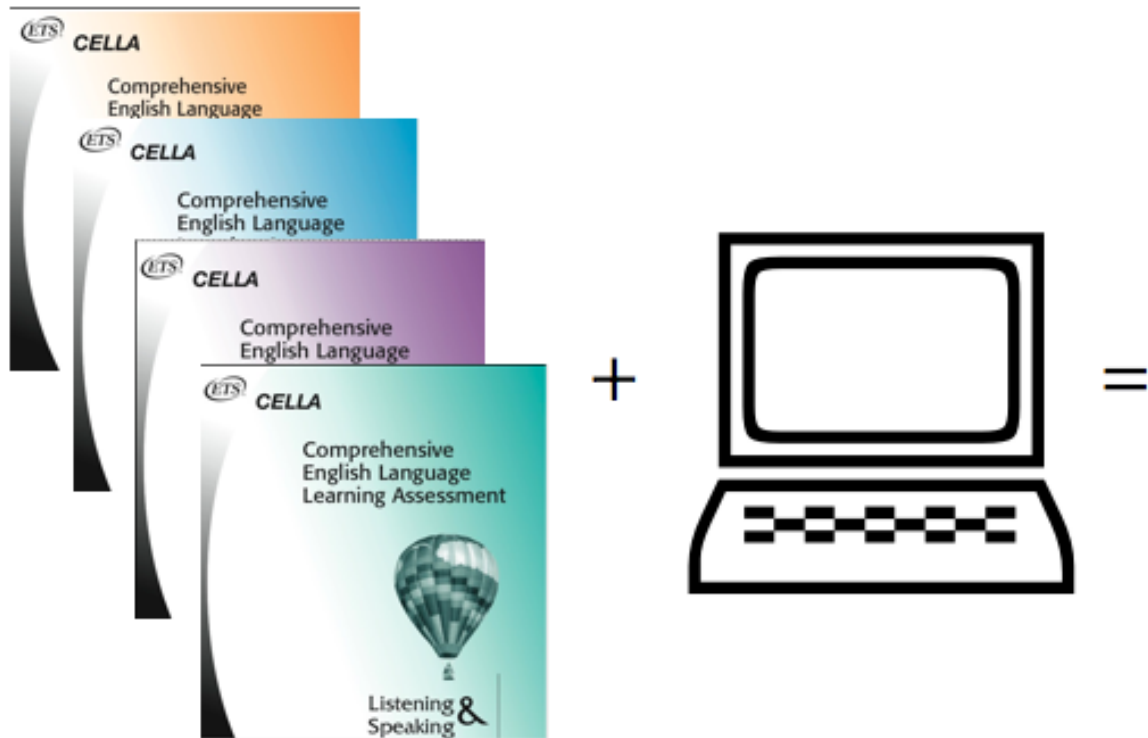 ETS CELLA
Comprehensive
English Language
ETS CELLA
Comprehensive
English Language
ETS CELLA
Comprehensive
English Language
ETS CELLA
Comprehensive
English Language
Learning Assessment
Listening &
Speaking
+
=